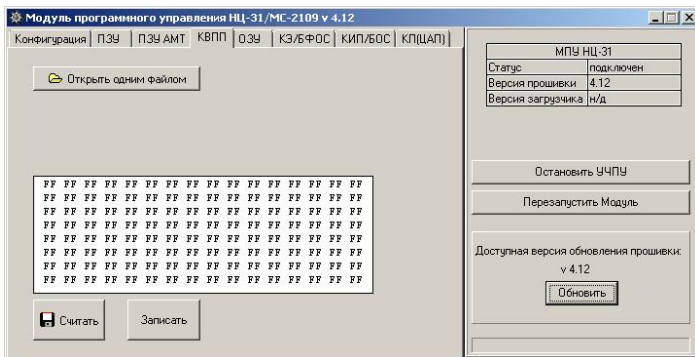 Модуль программного управления НЦ-31/МС-2109 v 4.12
Конфигурация ПЗУ ПЗУ АМТ КВПП ОЗУ КЭ/БФОС КИП/БОС КП(ЦАП)
Открыть одним файлом
FF FF FF FF FF FF FF FF FF FF FF FF FF FF FF FF
FF FF FF FF FF FF FF FF FF FF FF FF FF FF FF FF
FF FF FF FF FF FF FF FF FF FF FF FF FF FF FF FF
FF FF FF FF FF FF FF FF FF FF FF FF FF FF FF FF
FF FF FF FF FF FF FF FF FF FF FF FF FF FF FF FF
FF FF FF FF FF FF FF FF FF FF FF FF FF FF FF FF
FF FF FF FF FF FF FF FF FF FF FF FF FF FF FF FF
FF FF FF FF FF FF FF FF FF FF FF FF FF FF FF FF
Считать Записать
МПУ НЦ-31
Статус подключен
Версия прошивки 4.12
Версия загрузчика н/д
Остановить УЧПУ
Перезапустить Модуль
Доступная версия обновления прошивки:
v 4.12
Обновить